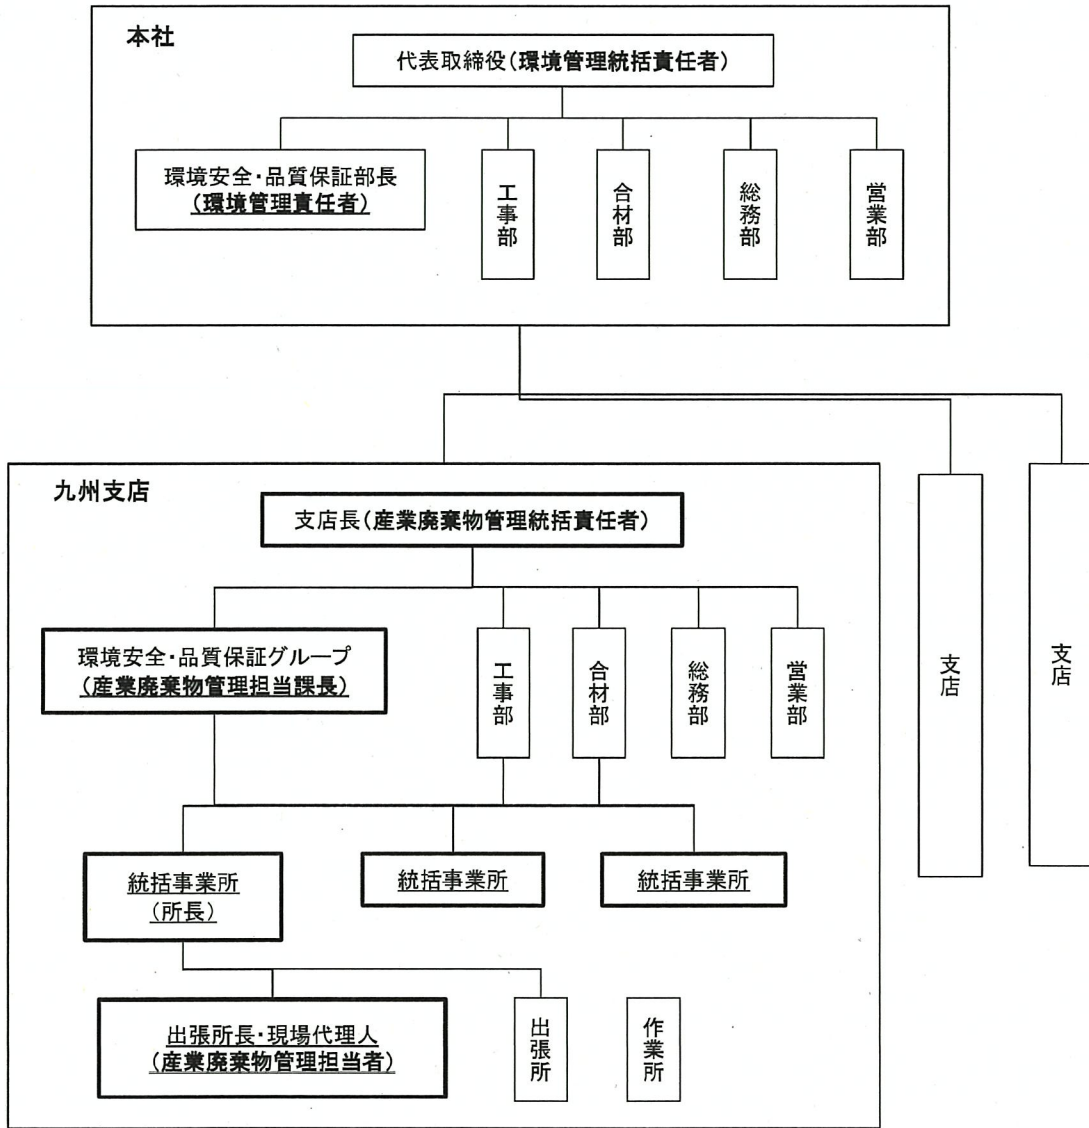 本社
代表取締役(環境管理統括責任者)
環境安全・品質保証部長
(環境管理責任者)
工事部
合材部
総務部
営業部
九州支店
支店長(産業廃棄物管理統括責任者)
環境安全・品質保証グループ
(産業廃棄物管理担当課長)
工事部
合材部
総務部
営業部
支店
支店
統括事業所
(所長)
統括事業所
統括事業所
出張所長・現場代理人
(産業廃棄物管理担当者)
出張所
作業所